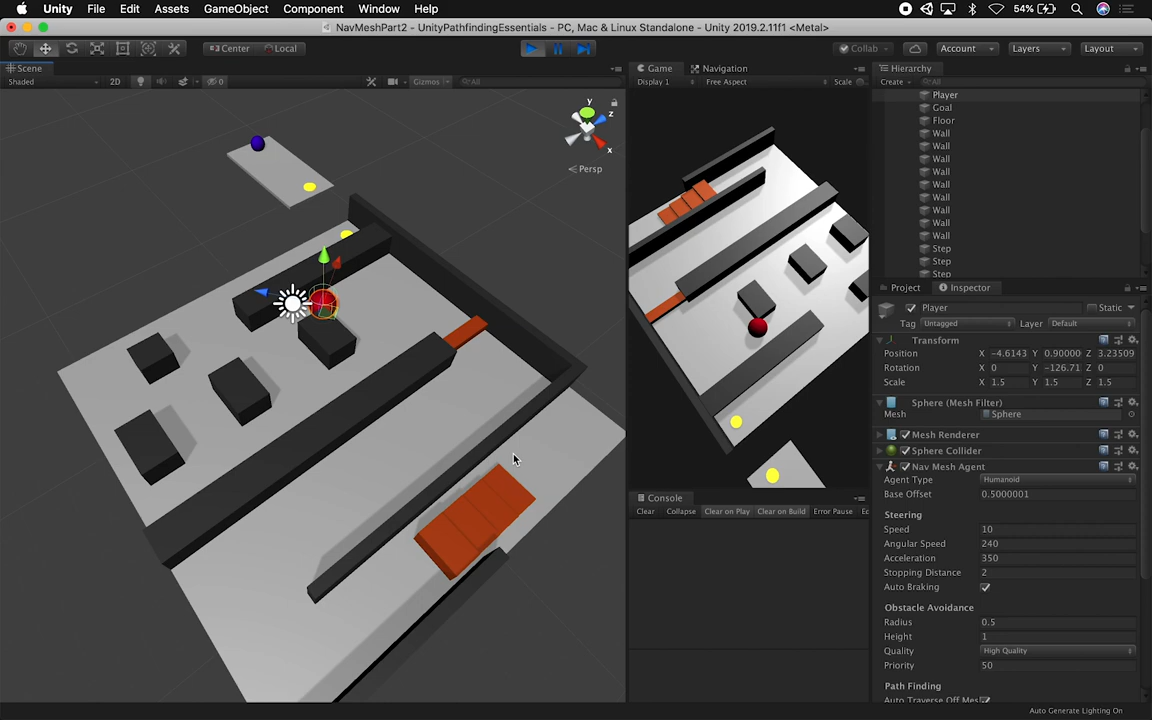 Unity File Edit Assets GameObject Component Window Help 54%
NavMeshPart2 - UnityPathfindingEssentials - PC, Mac & Linux Standalone - Unity 2019.2.11f1 <Metal>
Center Local Collab Account Layers Layout
Scene
Shaded 2D 0 Gizmos All
y
z
x
Persp
Game Navigation
Display 1 Free Aspect Scale
Console
Clear Collapse Clear on Play Clear on Build Error Pause
Hierarchy
Create All
Player
Goal
Floor
Wall
Wall
Wall
Wall
Wall
Wall
Wall
Wall
Wall
Step
Step
Step
Project Inspector
Player Static
Tag Untagged Layer Default
Transform
Position X -4.6143 Y 0.90000 Z 3.23509
Rotation X 0 Y -126.71 Z 0
Scale X 1.5 Y 1.5 Z 1.5
Sphere (Mesh Filter)
Mesh Sphere
Mesh Renderer
Sphere Collider
Nav Mesh Agent
Agent Type Humanoid
Base Offset 0.5000001
Steering
Speed 10
Angular Speed 240
Acceleration 350
Stopping Distance 2
Auto Braking
Obstacle Avoidance
Radius 0.5
Height 1
Quality High Quality
Priority 50
Path Finding
Auto Traverse Off Mes
Auto Generate Lighting On